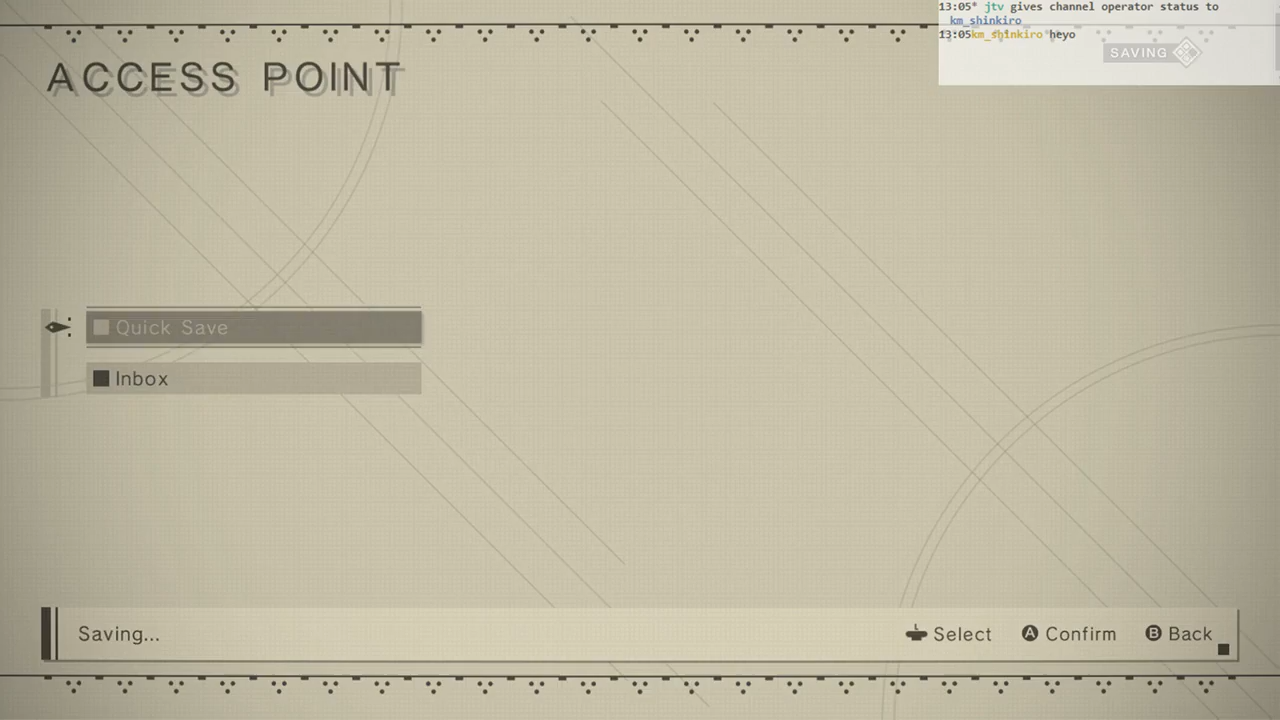 13:05* jtv gives channel operator status to
km_shinkiro
13:05km_shinkiro heyo
SAVING
ACCESS POINT
Quick Save
Inbox
Saving...
Select A Confirm B Back